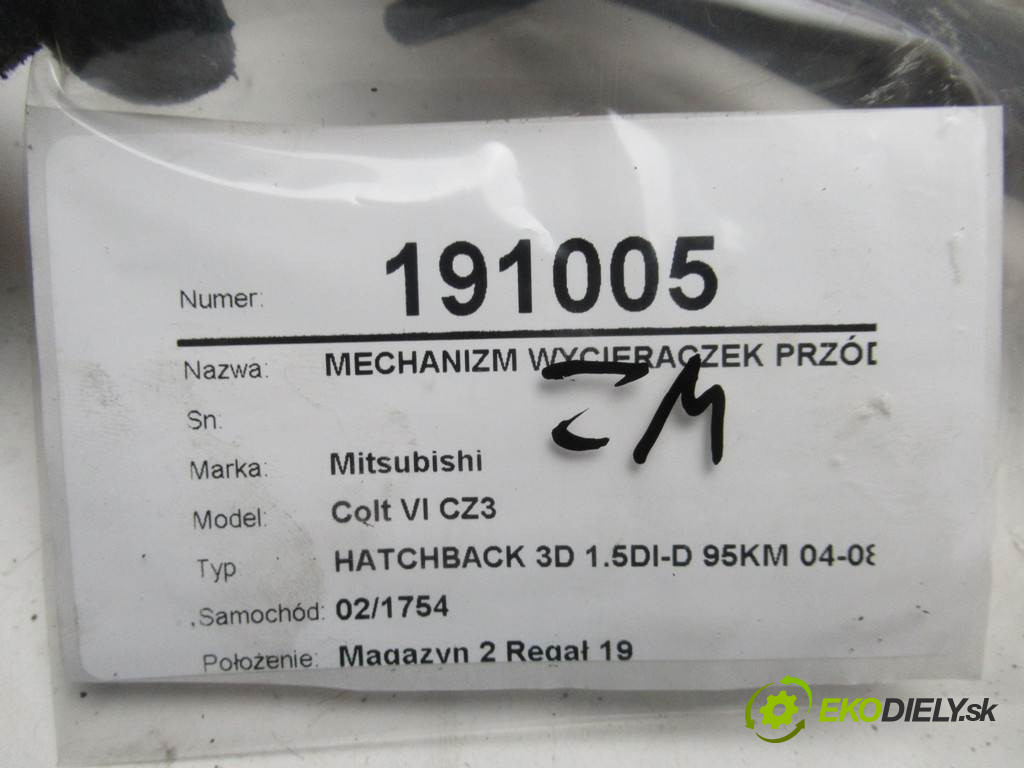 Numer: 191005
Nazwa: MECHANIZM WYCIERACZEK PRZÓD
Sn:
Marka: Mitsubishi
Model: Colt VI CZ3
Typ HATCHBACK 3D 1.5DI-D 95KM 04-08
Samochód: 02/1754
Położenie: Magazyn 2 Regał 19
EKODIELY.sk